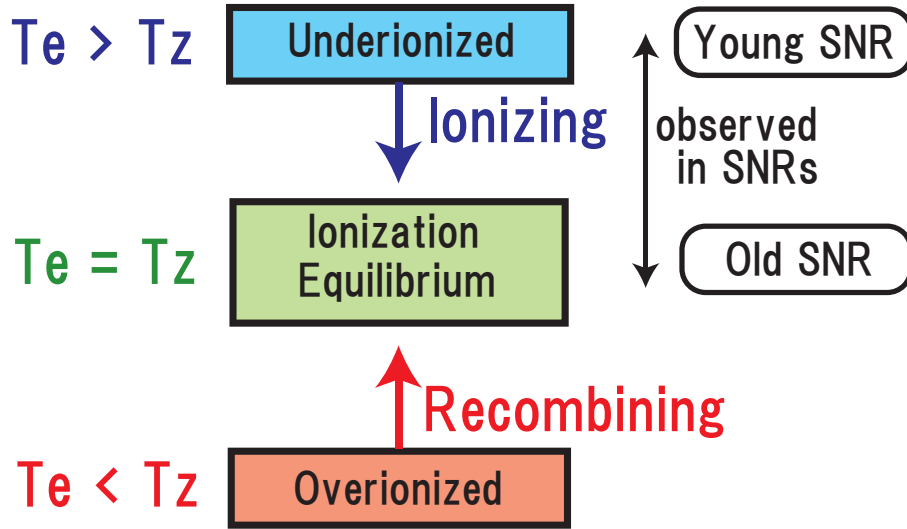 Te > Tz
Underionized
Young SNR
Ionizing
observed
in SNRs
Te = Tz
Ionization
Equilibrium
Old SNR
Recombining
Te < Tz
Overionized